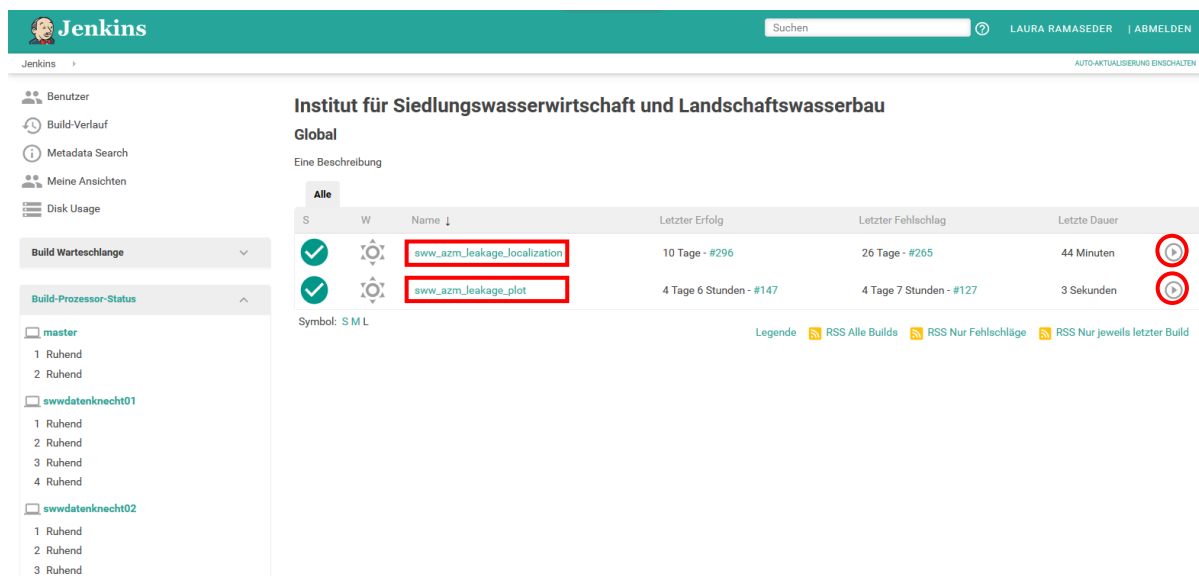 Jenkins
Suchen
LAURA RAMASEDER | ABMELDEN
Jenkins
AUTO-AKTUALISIERUNG EINSCHALTEN
Benutzer
Build-Verlauf
Metadata Search
Meine Ansichten
Disk Usage
Build Warteschlange
Build-Prozessor-Status
master
1 Ruhend
2 Ruhend
swwdatenknecht01
1 Ruhend
2 Ruhend
3 Ruhend
4 Ruhend
swwdatenknecht02
1 Ruhend
2 Ruhend
3 Ruhend
Institut für Siedlungswasserwirtschaft und Landschaftswasserbau
Global
Eine Beschreibung
Alle
S W Name ↓ Letzter Erfolg Letzter Fehlschlag Letzte Dauer
sww_azm_leakage_localization 10 Tage - #296 26 Tage - #265 44 Minuten
sww_azm_leakage_plot 4 Tage 6 Stunden - #147 4 Tage 7 Stunden - #127 3 Sekunden
Symbol: S M L
Legende RSS Alle Builds RSS Nur Fehlschläge RSS Nur jeweils letzter Build